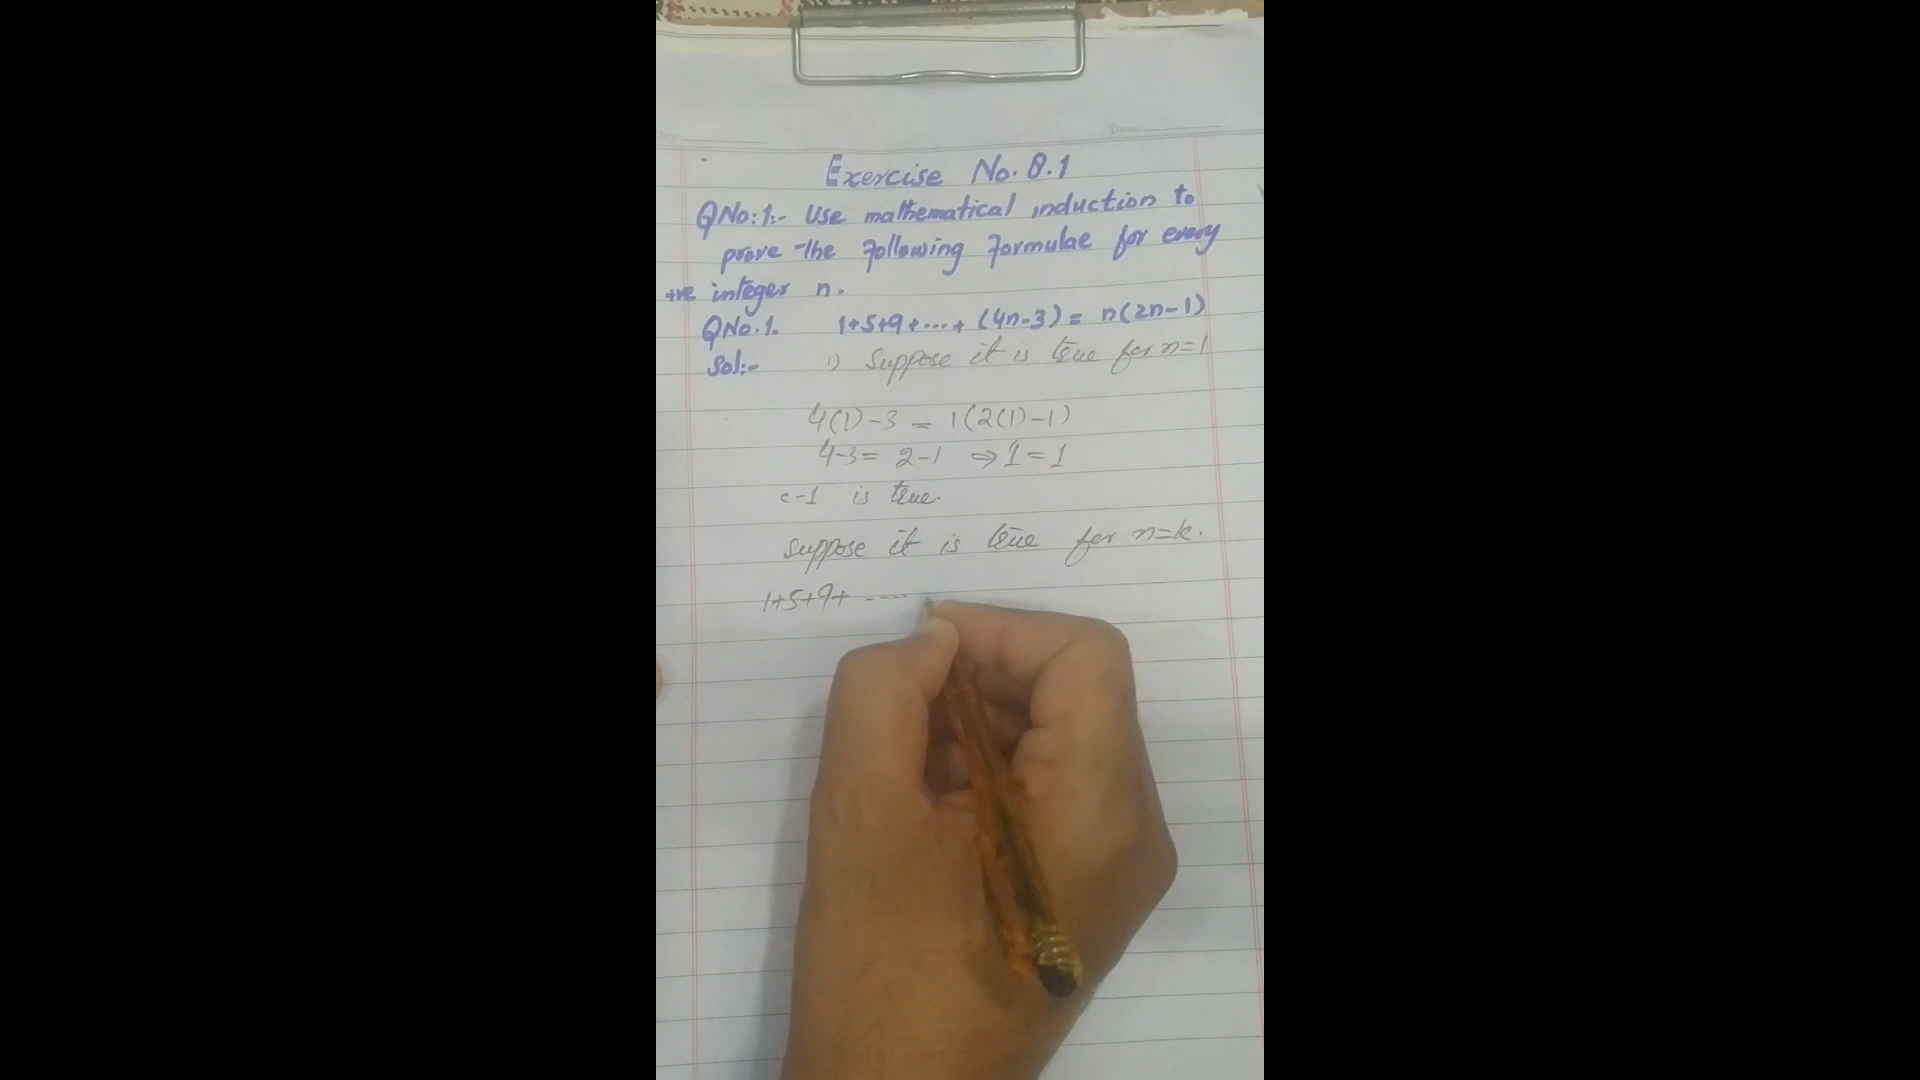 Date
Exercise No. 8.1
QNo:1:- Use mathematical induction to
prove the following formulae for every
+ve integer n.
QNo.1. 1+5+9+....+(4n-3)= n(2n-1)
Sol:- i) Suppose it is true for n=1
4(1)-3 = 1(2(1)-1)
4-3= 2-1 ⇒ 1=1
c-1 is true.
Suppose it is true for n=k.
1+5+9+ -----